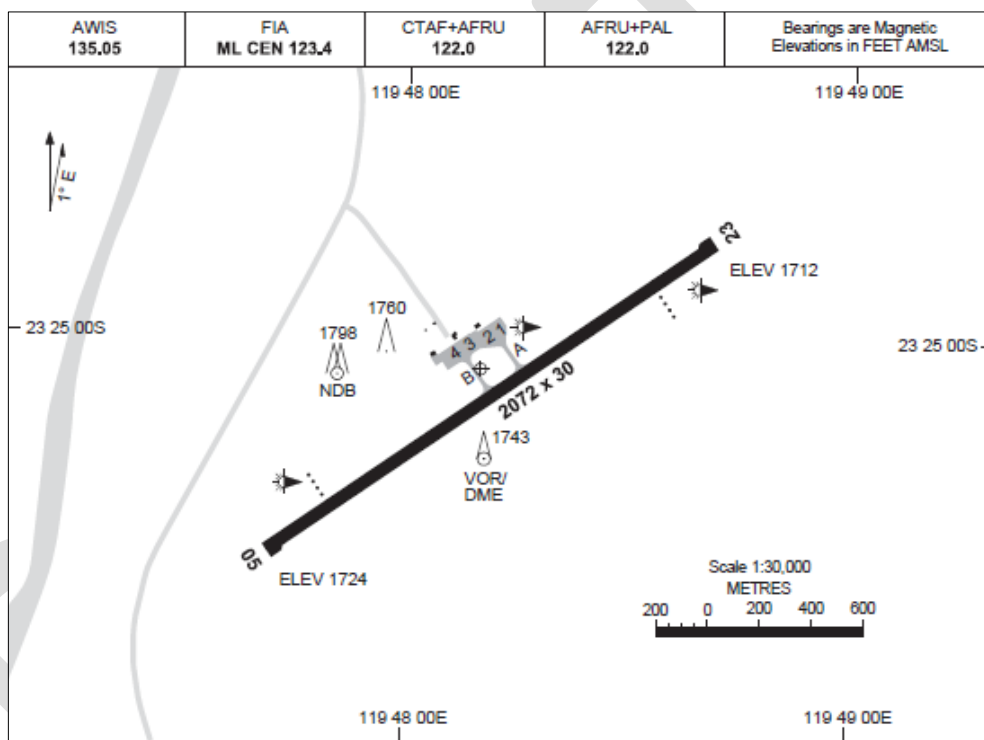 AWIS
135.05
FIA
ML CEN 123.4
CTAF+AFRU
122.0
AFRU+PAL
122.0
Bearings are Magnetic
Elevations in FEET AMSL
119 48 00E
119 49 00E
1° E
23
ELEV 1712
1760
23 25 00S
1798
4 3 2 1
A
23 25 00S
B
NDB
2072 x 30
1743
VOR/
DME
05
ELEV 1724
Scale 1:30,000
METRES
200 0 200 400 600
119 48 00E
119 49 00E